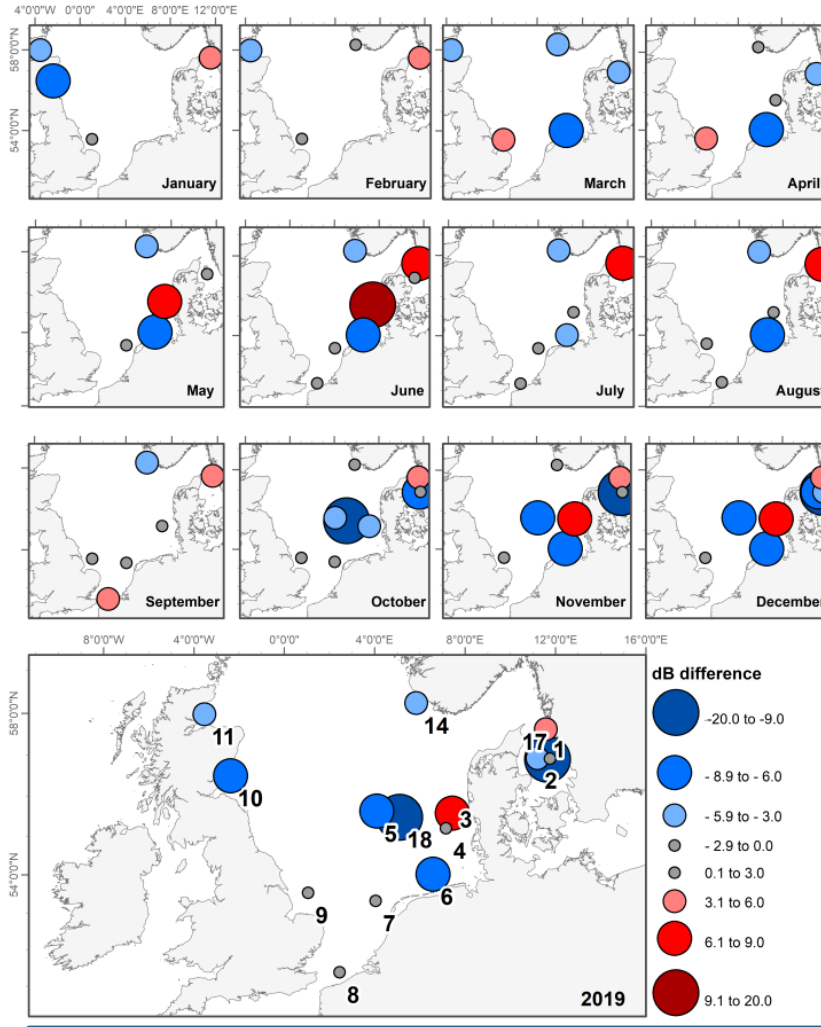 4°0'0"W 0°0'0" 4°0'0"E 8°0'0"E 12°0'0"E
58°0'0"N
54°0'0"N
January
February
March
April
May
June
July
August
September
October
November
December
8°0'0"W 4°0'0"W 0°0'0" 4°0'0"E 8°0'0"E 12°0'0"E 16°0'0"E
58°0'0"N
54°0'0"N
11
14
17
1
2
10
5
18
3
4
6
9
7
8
2019
dB difference
-20.0 to -9.0
- 8.9 to - 6.0
- 5.9 to - 3.0
- 2.9 to 0.0
0.1 to 3.0
3.1 to 6.0
6.1 to 9.0
9.1 to 20.0